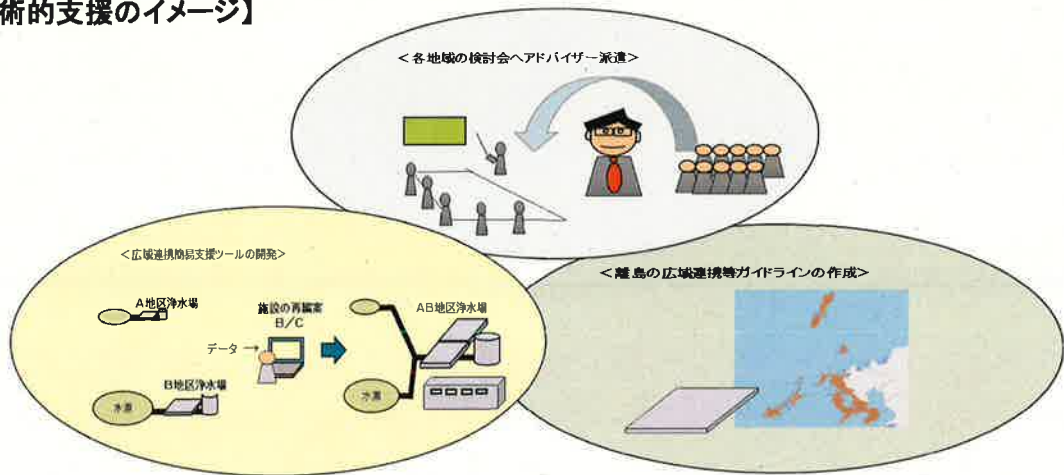 術的支援のイメージ】
＜各地域の検討会へアドバイザー派遣＞
＜広域連携簡易支援ツールの開発＞
A地区浄水場
施設の再編案
B／C
AB地区浄水場
データ→
B地区浄水場
水源
水源
＜離島の広域連携等ガイドラインの作成＞